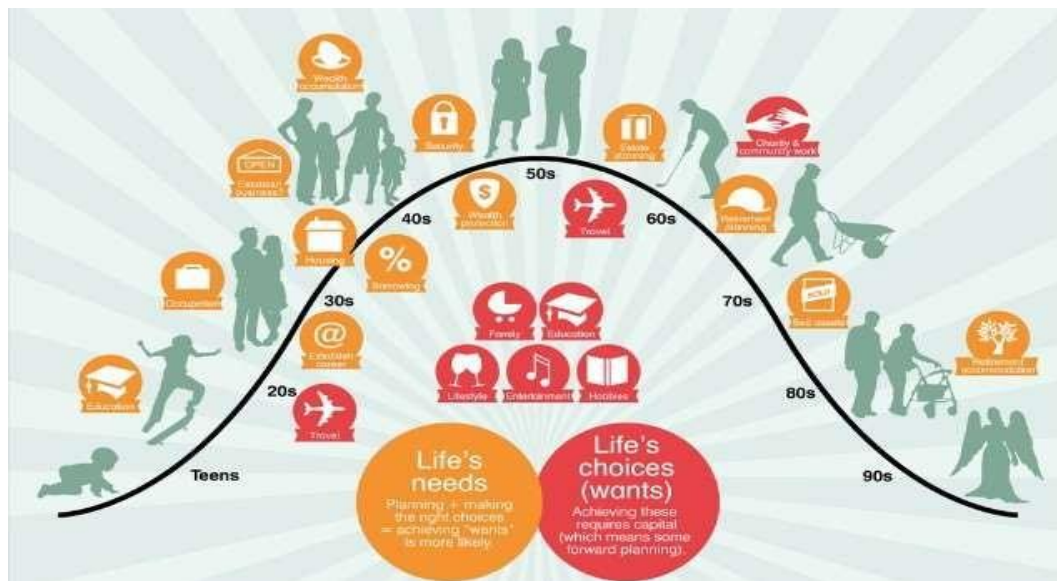 Wealth
accumulation
Security
Estate
planning
Charity &
community work
OPEN
Establish
business?
50s
40s
$
Wealth
protection
Travel
60s
Retirement
planning
Housing
%
Borrowing
Occupation
30s
70s
SOLD
Sell assets
Family
Education
@
Establish
career
Education
20s
Lifestyle
Entertainment
Hobbies
80s
Retirement
accommodation
Travel
Teens
90s
Life's
needs
Planning + making
the right choices
= achieving "wants"
is more likely.
Life's
choices
(wants)
Achieving these
requires capital
(which means some
forward planning).